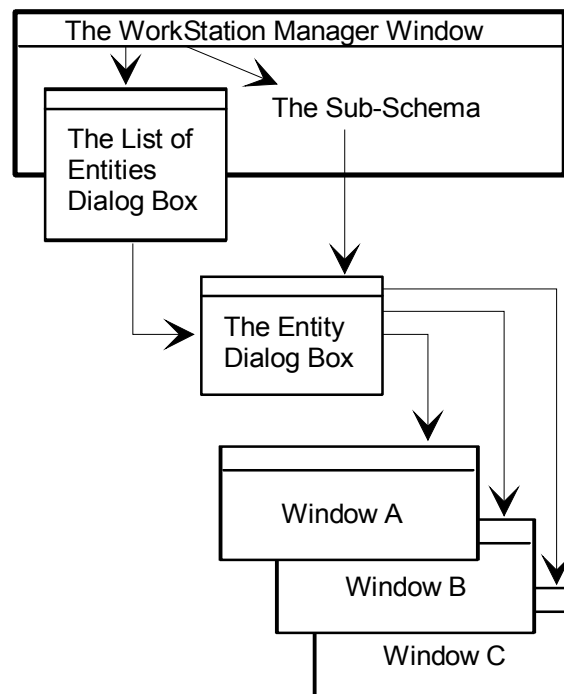 The WorkStation Manager Window
The Sub-Schema
The List of
Entities
Dialog Box
The Entity
Dialog Box
Window A
Window B
Window C